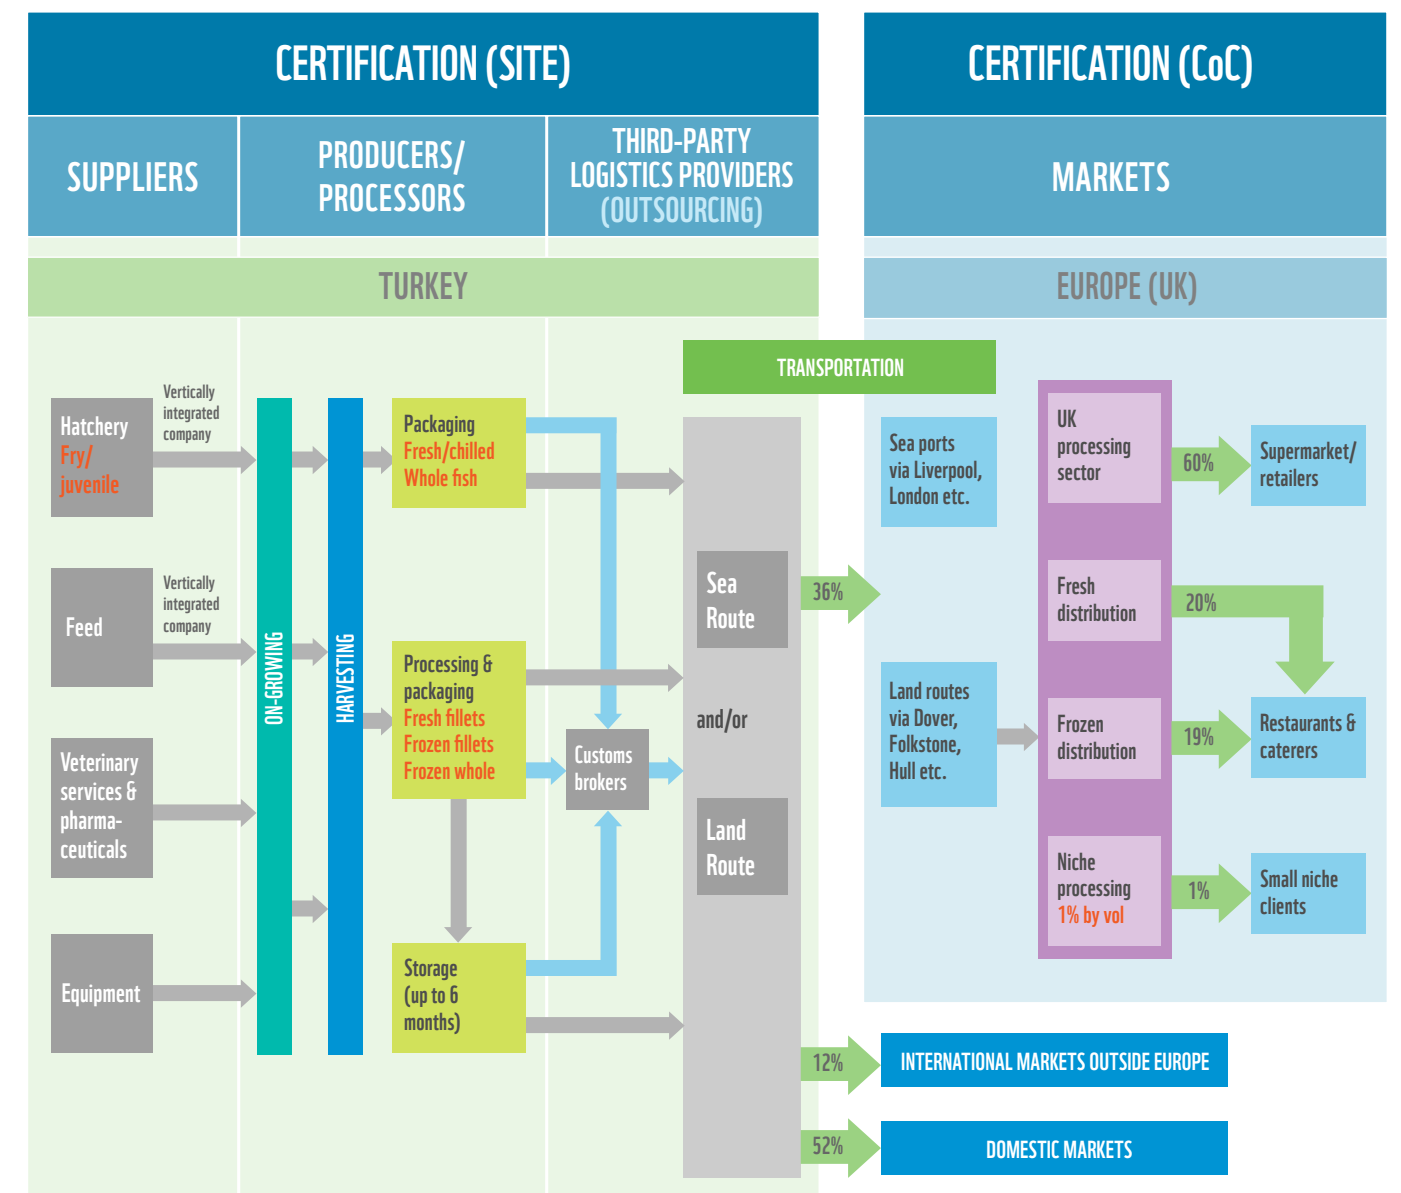 CERTIFICATION (SITE)
CERTIFICATION (CoC)
SUPPLIERS
PRODUCERS/
PROCESSORS
THIRD-PARTY
LOGISTICS PROVIDERS
(OUTSOURCING)
MARKETS
TURKEY
EUROPE (UK)
TRANSPORTATION
Hatchery
Fry/
juvenile
Vertically
integrated
company
Feed
Vertically
integrated
company
Veterinary
services &
pharma-
ceuticals
Equipment
ON-GROWING
HARVESTING
Packaging
Fresh/chilled
Whole fish
Processing &
packaging
Fresh fillets
Frozen fillets
Frozen whole
Storage
(up to 6
months)
Customs
brokers
Sea
Route
and/or
Land
Route
36%
12%
52%
Sea ports
via Liverpool,
London etc.
Land routes
via Dover,
Folkstone,
Hull etc.
UK
processing
sector
Fresh
distribution
Frozen
distribution
Niche
processing
1% by vol
60%
20%
19%
1%
Supermarket/
retailers
Restaurants &
caterers
Small niche
clients
INTERNATIONAL MARKETS OUTSIDE EUROPE
DOMESTIC MARKETS